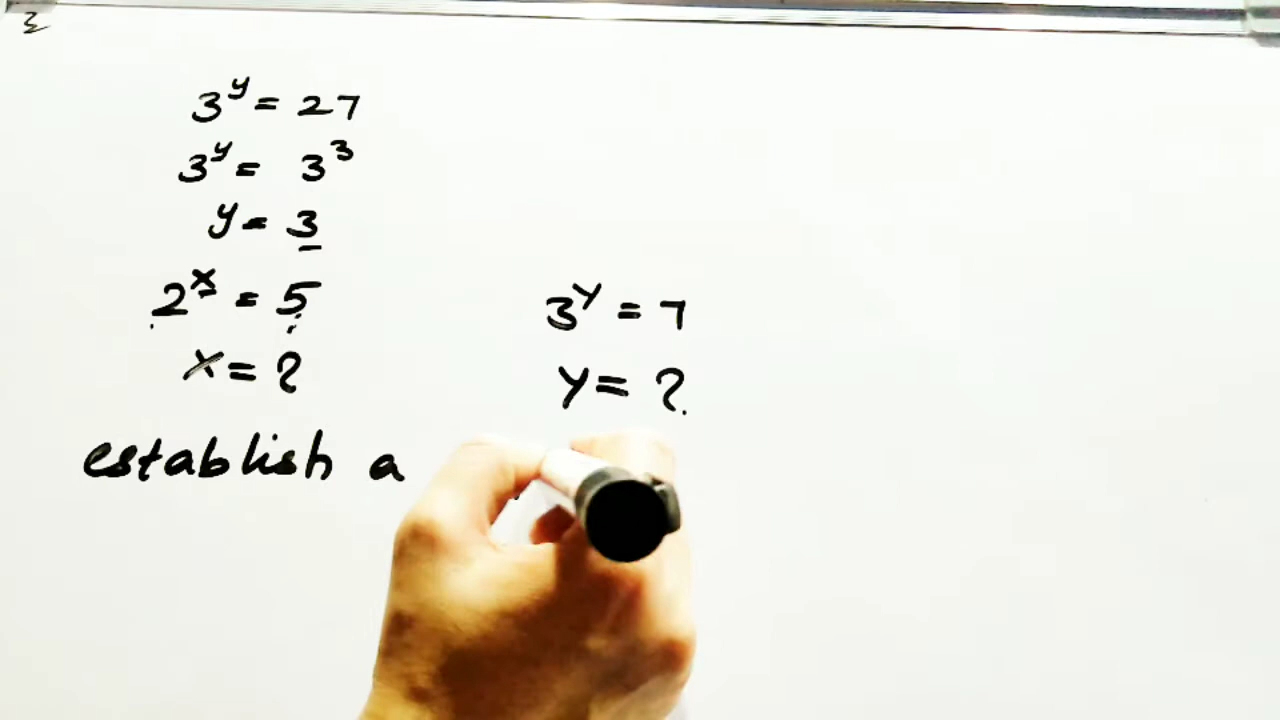 3^y = 27
3^y = 3^3
y = 3
2^x = 5
x = ?
3^y = 7
y = ?
establish a